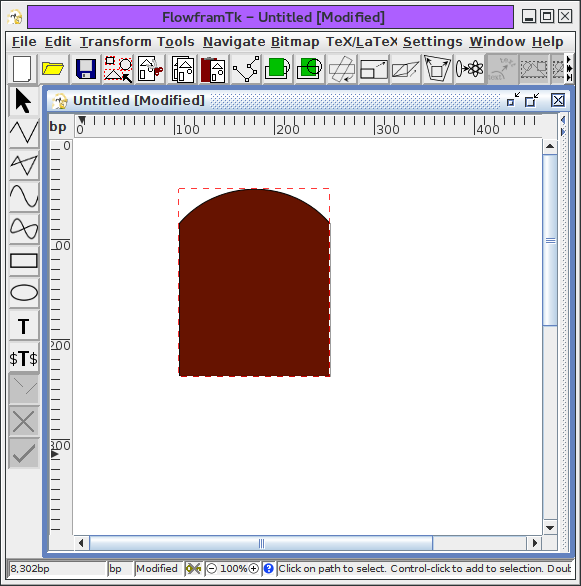 FlowframTk - Untitled [Modified]
File Edit Transform Tools Navigate Bitmap TeX/LaTeX Settings Window Help
Untitled [Modified]
bp 0 100 200 300 400
0
00
200
300
T
$T$
8,302bp bp Modified 100% Click on path to select. Control-click to add to selection. Doub